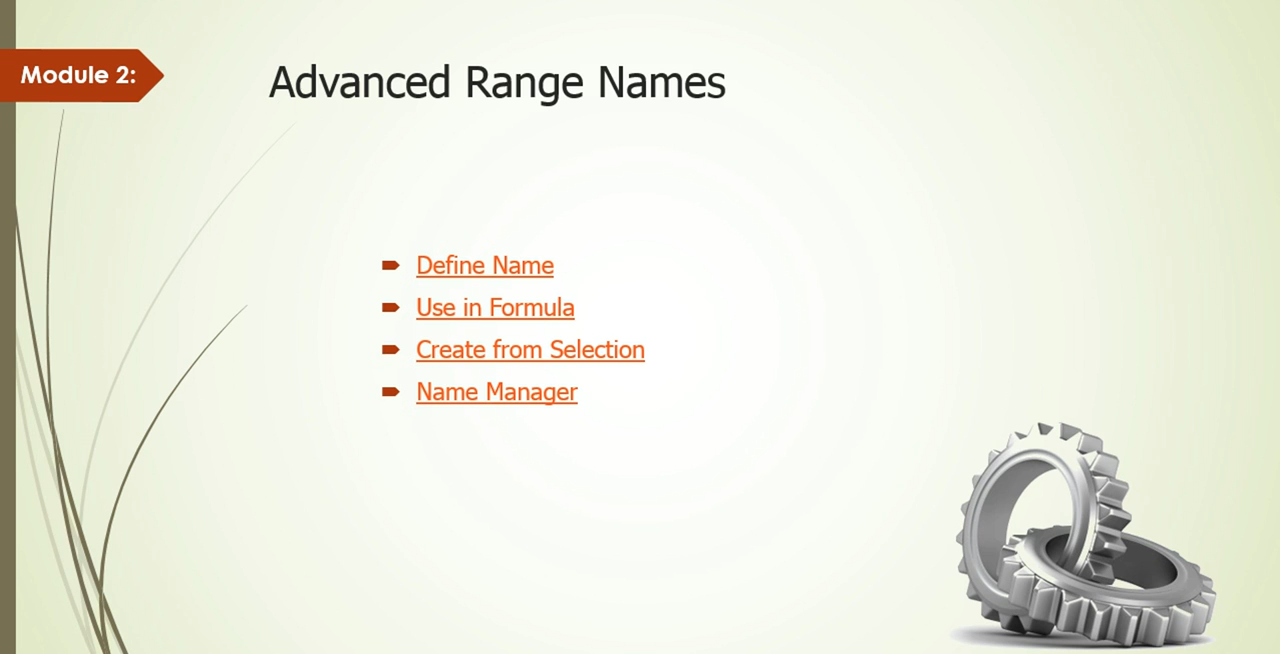 Module 2:
Advanced Range Names
Define Name
Use in Formula
Create from Selection
Name Manager